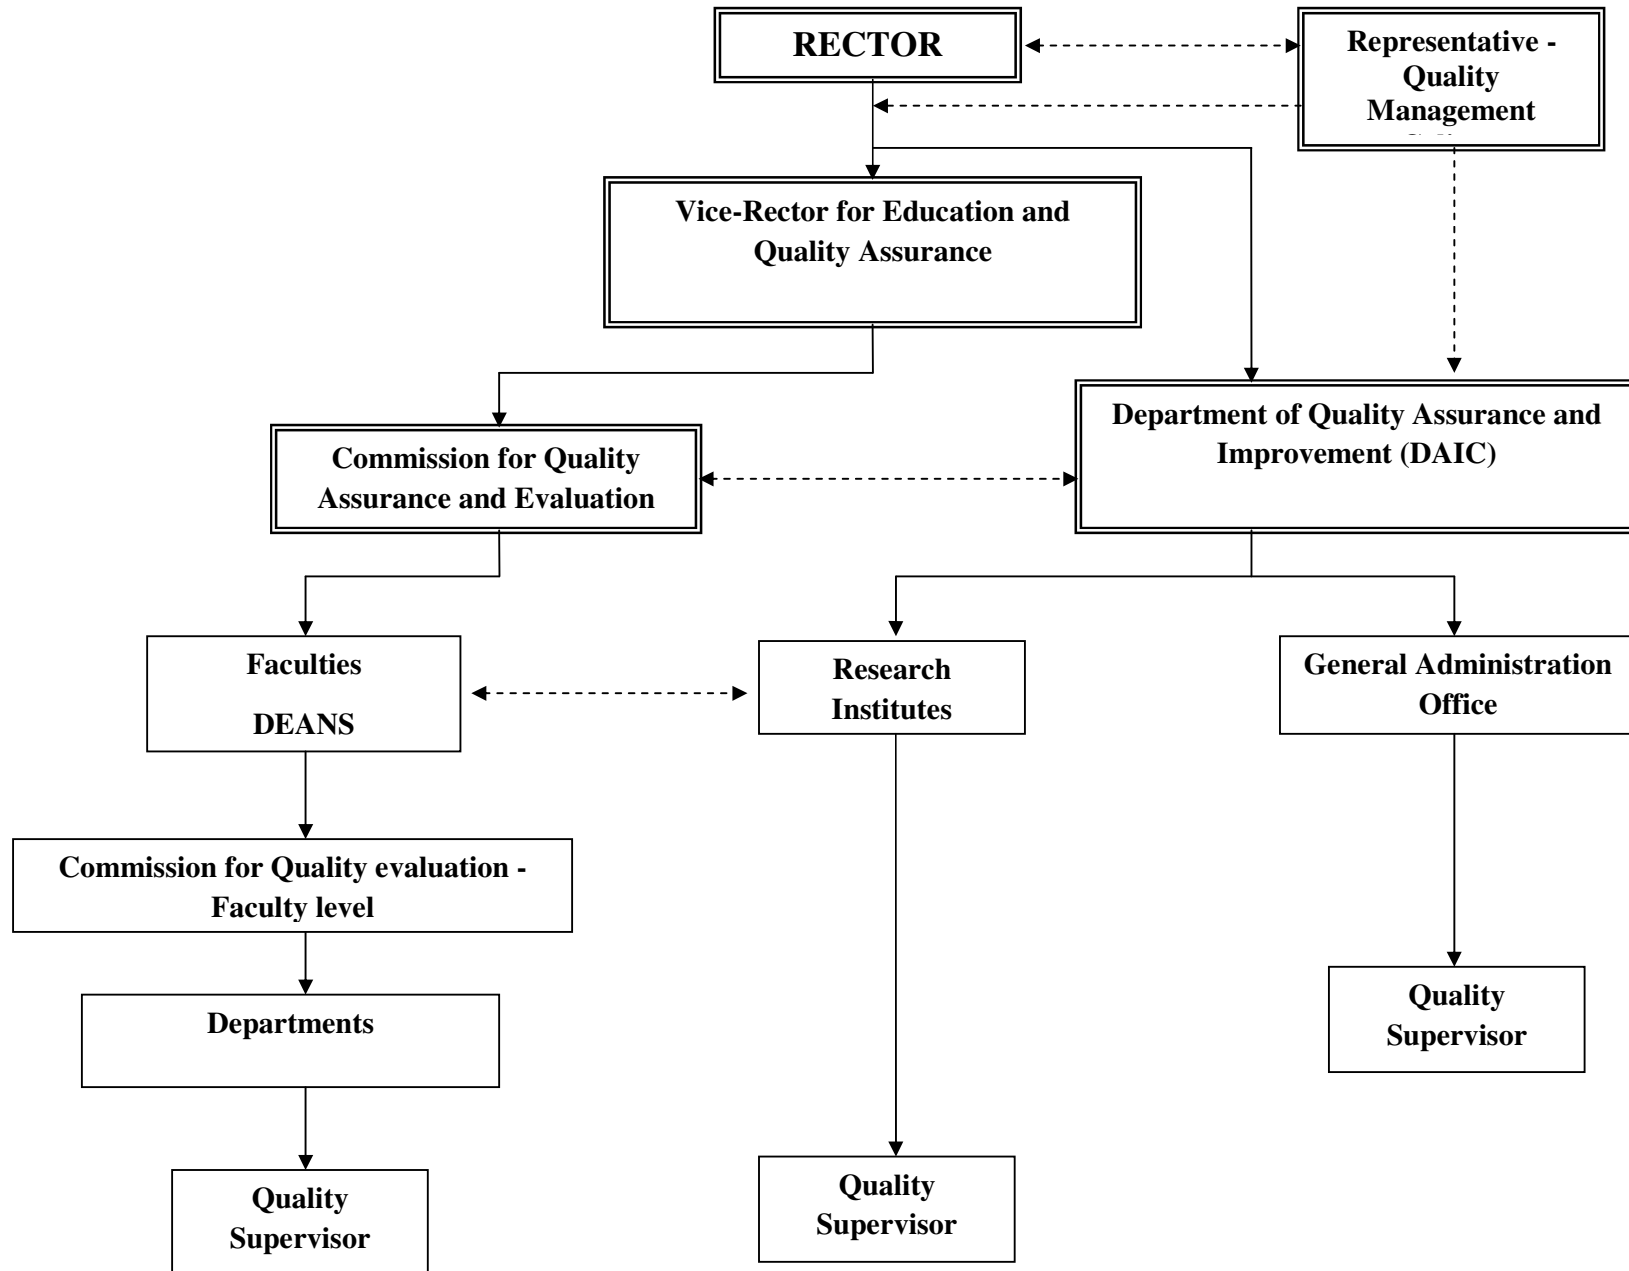 RECTOR
Representative -
Quality
Management
Vice-Rector for Education and
Quality Assurance
Department of Quality Assurance and
Improvement (DAIC)
Commission for Quality
Assurance and Evaluation
Faculties
DEANS
Research
Institutes
General Administration
Office
Commission for Quality evaluation -
Faculty level
Departments
Quality
Supervisor
Quality
Supervisor
Quality
Supervisor